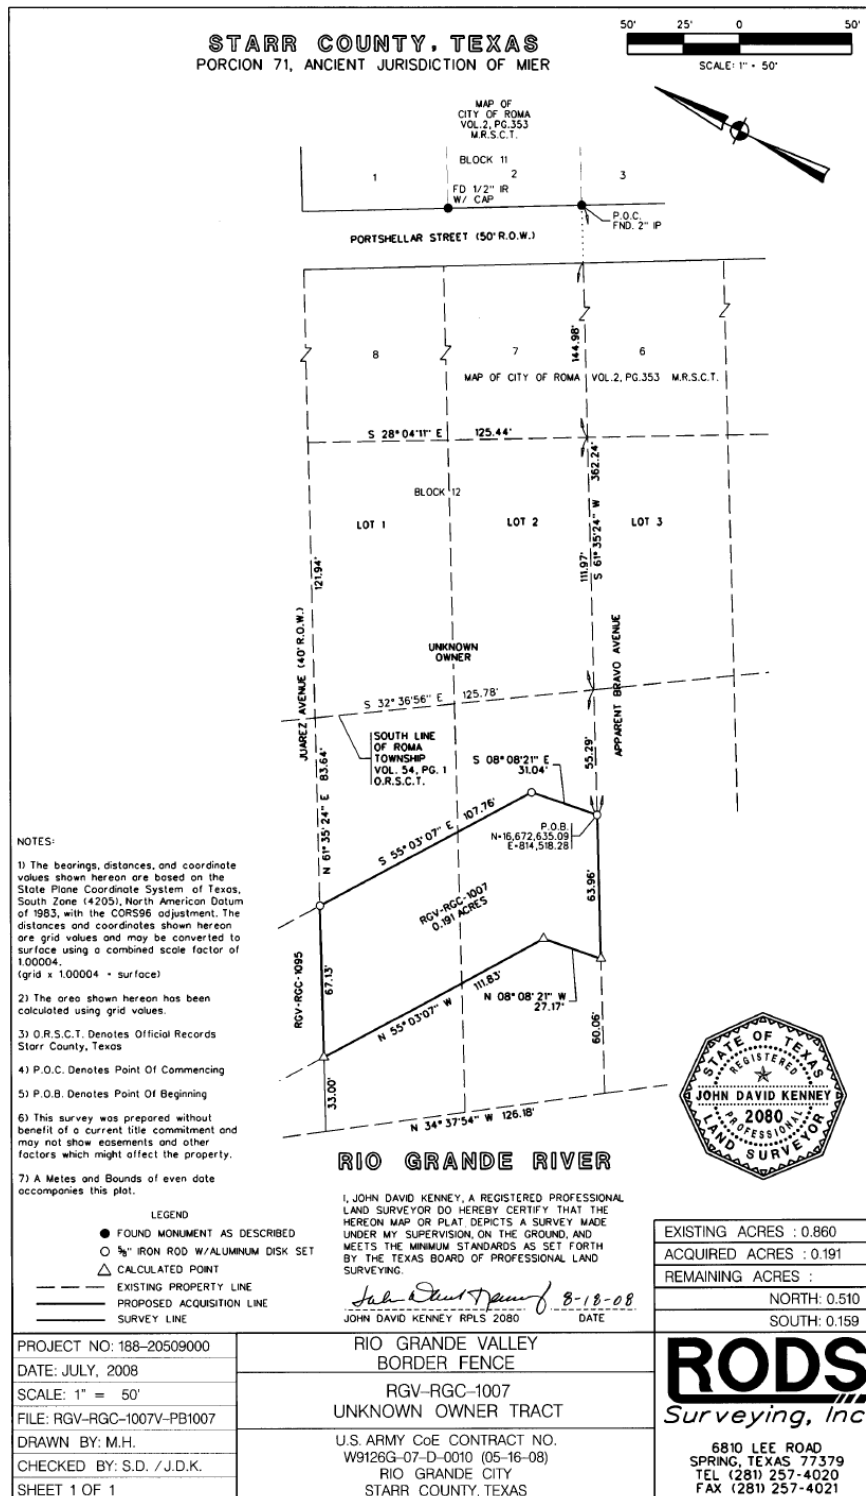 STARR COUNTY, TEXAS
PORCION 71, ANCIENT JURISDICTION OF MIER
50' 25' 0 50'
SCALE: 1" = 50'
MAP OF
CITY OF ROMA
VOL.2, PG.353
M.R.S.C.T.
BLOCK 11
1 2 3
FD 1/2" IR
W/ CAP
P.O.C.
FND. 2" IP
PORTSHELLAR STREET (50' R.O.W.)
144.98'
8 7 6
MAP OF CITY OF ROMA VOL.2, PG.353 M.R.S.C.T.
S 28°04'11" E 125.44'
S 61°35'24" W 362.24'
BLOCK 12
LOT 1 LOT 2 LOT 3
121.94'
111.97'
JUAREZ AVENUE (40' R.O.W.)
APPARENT BRAVO AVENUE
UNKNOWN
OWNER
S 32°36'56" E 125.78'
SOUTH LINE
OF ROMA
TOWNSHIP
VOL. 54, PG. 1
O.R.S.C.T.
N 61°35'24" E 83.64'
55.29'
S 08°08'21" E
31.04'
S 55°03'07" E 107.76'
P.O.B.
N=16,672,635.09
E=814,518.28
RGV-RGC-1007
0.191 ACRES
63.96'
RGV-RGC-1095
67.13'
N 55°03'07" W 111.83'
N 08°08'21" W
27.17'
60.06'
33.00'
N 34°37'54" W 126.18'
RIO GRANDE RIVER
NOTES:
1) The bearings, distances, and coordinate
values shown hereon are based on the
State Plane Coordinate System of Texas,
South Zone (4205), North American Datum
of 1983, with the CORS96 adjustment. The
distances and coordinates shown hereon
are grid values and may be converted to
surface using a combined scale factor of
1.00004.
(grid x 1.00004 = surface)
2) The area shown hereon has been
calculated using grid values.
3) O.R.S.C.T. Denotes Official Records
Starr County, Texas
4) P.O.C. Denotes Point Of Commencing
5) P.O.B. Denotes Point Of Beginning
6) This survey was prepared without
benefit of a current title commitment and
may not show easements and other
factors which might affect the property.
7) A Metes and Bounds of even date
accompanies this plat.
LEGEND
FOUND MONUMENT AS DESCRIBED
5/8" IRON ROD W/ALUMINUM DISK SET
CALCULATED POINT
EXISTING PROPERTY LINE
PROPOSED ACQUISITION LINE
SURVEY LINE
STATE OF TEXAS
REGISTERED
JOHN DAVID KENNEY
2080
PROFESSIONAL
LAND SURVEYOR
I, JOHN DAVID KENNEY, A REGISTERED PROFESSIONAL
LAND SURVEYOR DO HEREBY CERTIFY THAT THE
HEREON MAP OR PLAT DEPICTS A SURVEY MADE
UNDER MY SUPERVISION, ON THE GROUND, AND
MEETS THE MINIMUM STANDARDS AS SET FORTH
BY THE TEXAS BOARD OF PROFESSIONAL LAND
SURVEYING.
John David Kenney 8-18-08
JOHN DAVID KENNEY RPLS 2080 DATE
EXISTING ACRES : 0.860
ACQUIRED ACRES : 0.191
REMAINING ACRES :
NORTH: 0.510
SOUTH: 0.159
PROJECT NO: 188-20509000
DATE: JULY, 2008
SCALE: 1" = 50'
FILE: RGV-RGC-1007V-PB1007
DRAWN BY: M.H.
CHECKED BY: S.D. / J.D.K.
SHEET 1 OF 1
RIO GRANDE VALLEY
BORDER FENCE
RGV-RGC-1007
UNKNOWN OWNER TRACT
U.S. ARMY CoE CONTRACT NO.
W9126G-07-D-0010 (05-16-08)
RIO GRANDE CITY
STARR COUNTY, TEXAS
RODS
Surveying, Inc
6810 LEE ROAD
SPRING, TEXAS 77379
TEL (281) 257-4020
FAX (281) 257-4021